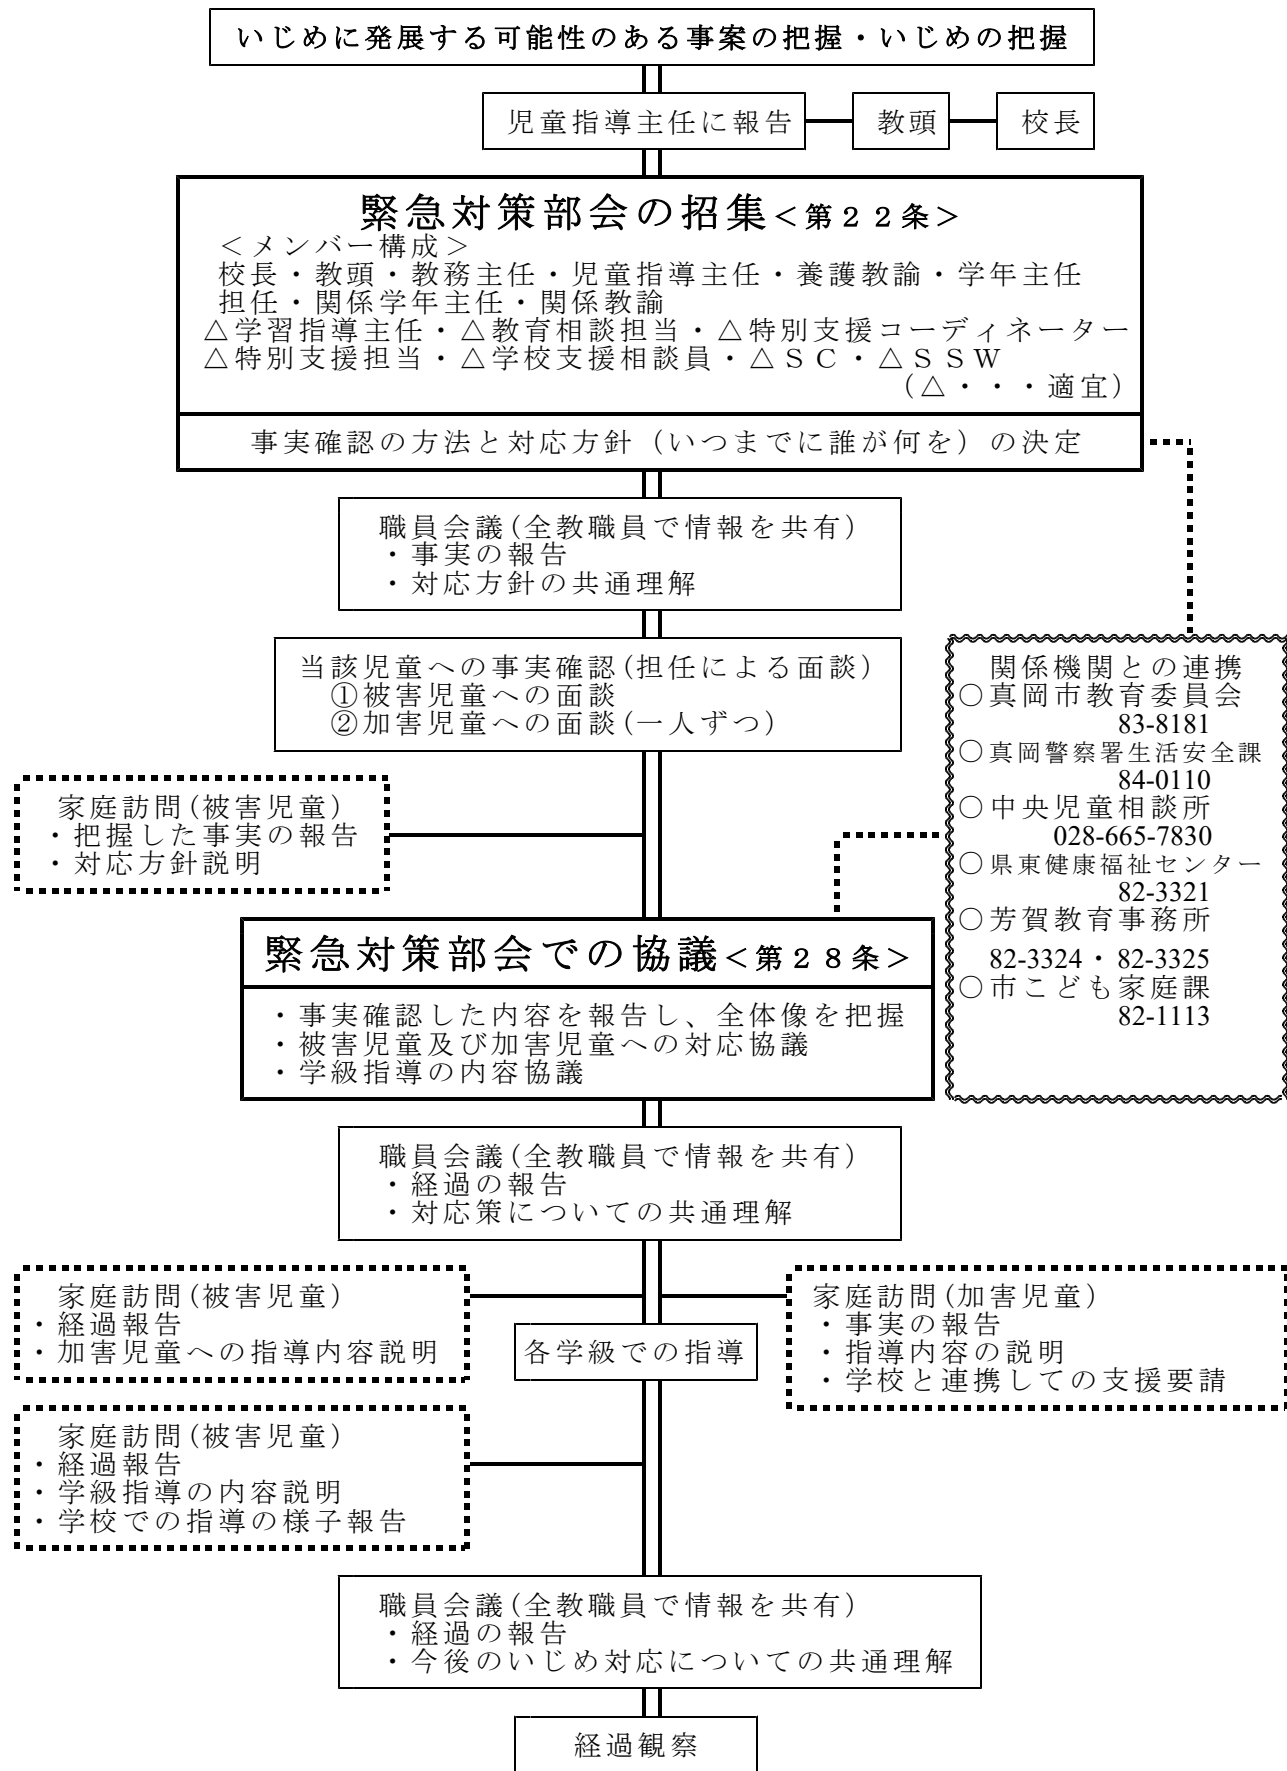 いじめに発展する可能性のある事案の把握・いじめの把握
児童指導主任に報告
教頭
校長
緊急対策部会の招集＜第２２条＞
＜メンバー構成＞
校長・教頭・教務主任・児童指導主任・養護教諭・学年主任
担任・関係学年主任・関係教諭
△学習指導主任・△教育相談担当・△特別支援コーディネーター
△特別支援担当・△学校支援相談員・△ＳＣ・△ＳＳＷ
（△・・・適宜）
事実確認の方法と対応方針（いつまでに誰が何を）の決定
職員会議(全教職員で情報を共有)
・事実の報告
・対応方針の共通理解
当該児童への事実確認(担任による面談)
①被害児童への面談
②加害児童への面談(一人ずつ)
関係機関との連携
○真岡市教育委員会
83-8181
○真岡警察署生活安全課
84-0110
○中央児童相談所
028-665-7830
○県東健康福祉センター
82-3321
○芳賀教育事務所
82-3324・82-3325
○市こども家庭課
82-1113
家庭訪問(被害児童)
・把握した事実の報告
・対応方針説明
緊急対策部会での協議＜第２８条＞
・事実確認した内容を報告し、全体像を把握
・被害児童及び加害児童への対応協議
・学級指導の内容協議
職員会議(全教職員で情報を共有)
・経過の報告
・対応策についての共通理解
家庭訪問(被害児童)
・経過報告
・加害児童への指導内容説明
各学級での指導
家庭訪問(加害児童)
・事実の報告
・指導内容の説明
・学校と連携しての支援要請
家庭訪問(被害児童)
・経過報告
・学級指導の内容説明
・学校での指導の様子報告
職員会議(全教職員で情報を共有)
・経過の報告
・今後のいじめ対応についての共通理解
経過観察